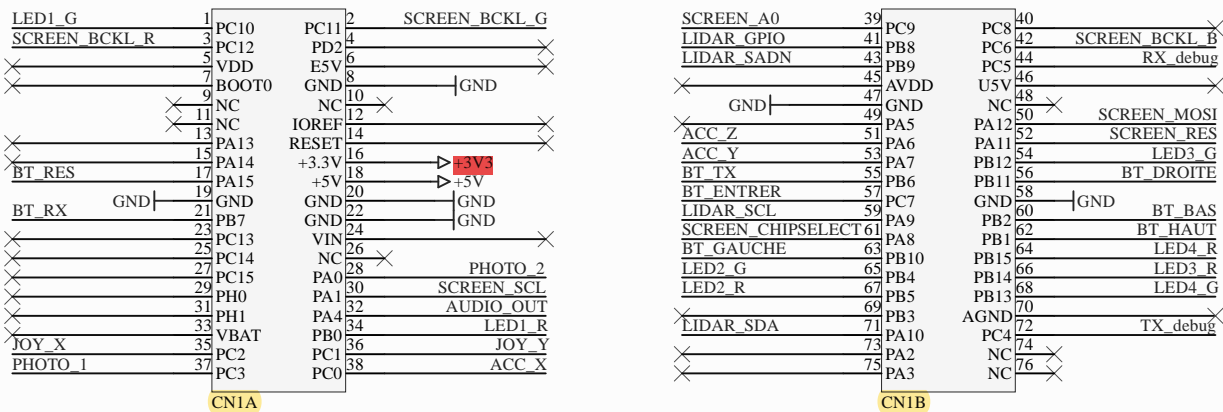 LED1_G 1 PC10 PC11 2 SCREEN_BCKL_G
SCREEN_BCKL_R 3 PC12 PD2 4
5 VDD E5V 6
7 BOOT0 GND 8 GND
9 NC NC 10
11 NC IOREF 12
13 PA13 RESET 14
15 PA14 +3.3V 16 +3V3
BT_RES 17 PA15 +5V 18 +5V
GND 19 GND GND 20 GND
BT_RX 21 PB7 GND 22 GND
23 PC13 VIN 24
25 PC14 NC 26
27 PC15 PA0 28 PHOTO_2
29 PH0 PA1 30 SCREEN_SCL
31 PH1 PA4 32 AUDIO_OUT
33 VBAT PB0 34 LED1_R
JOY_X 35 PC2 PC1 36 JOY_Y
PHOTO_1 37 PC3 PC0 38 ACC_X
CN1A
SCREEN_A0 39 PC9 PC8 40
LIDAR_GPIO 41 PB8 PC6 42 SCREEN_BCKL_B
LIDAR_SADN 43 PB9 PC5 44 RX_debug
45 AVDD U5V 46
GND 47 GND NC 48
49 PA5 PA12 50 SCREEN_MOSI
ACC_Z 51 PA6 PA11 52 SCREEN_RES
ACC_Y 53 PA7 PB12 54 LED3_G
BT_TX 55 PB6 PB11 56 BT_DROITE
BT_ENTRER 57 PC7 GND 58 GND
LIDAR_SCL 59 PA9 PB2 60 BT_BAS
SCREEN_CHIPSELECT 61 PA8 PB1 62 BT_HAUT
BT_GAUCHE 63 PB10 PB15 64 LED4_R
LED2_G 65 PB4 PB14 66 LED3_R
LED2_R 67 PB5 PB13 68 LED4_G
69 PB3 AGND 70
LIDAR_SDA 71 PA10 PC4 72 TX_debug
73 PA2 NC 74
75 PA3 NC 76
CN1B